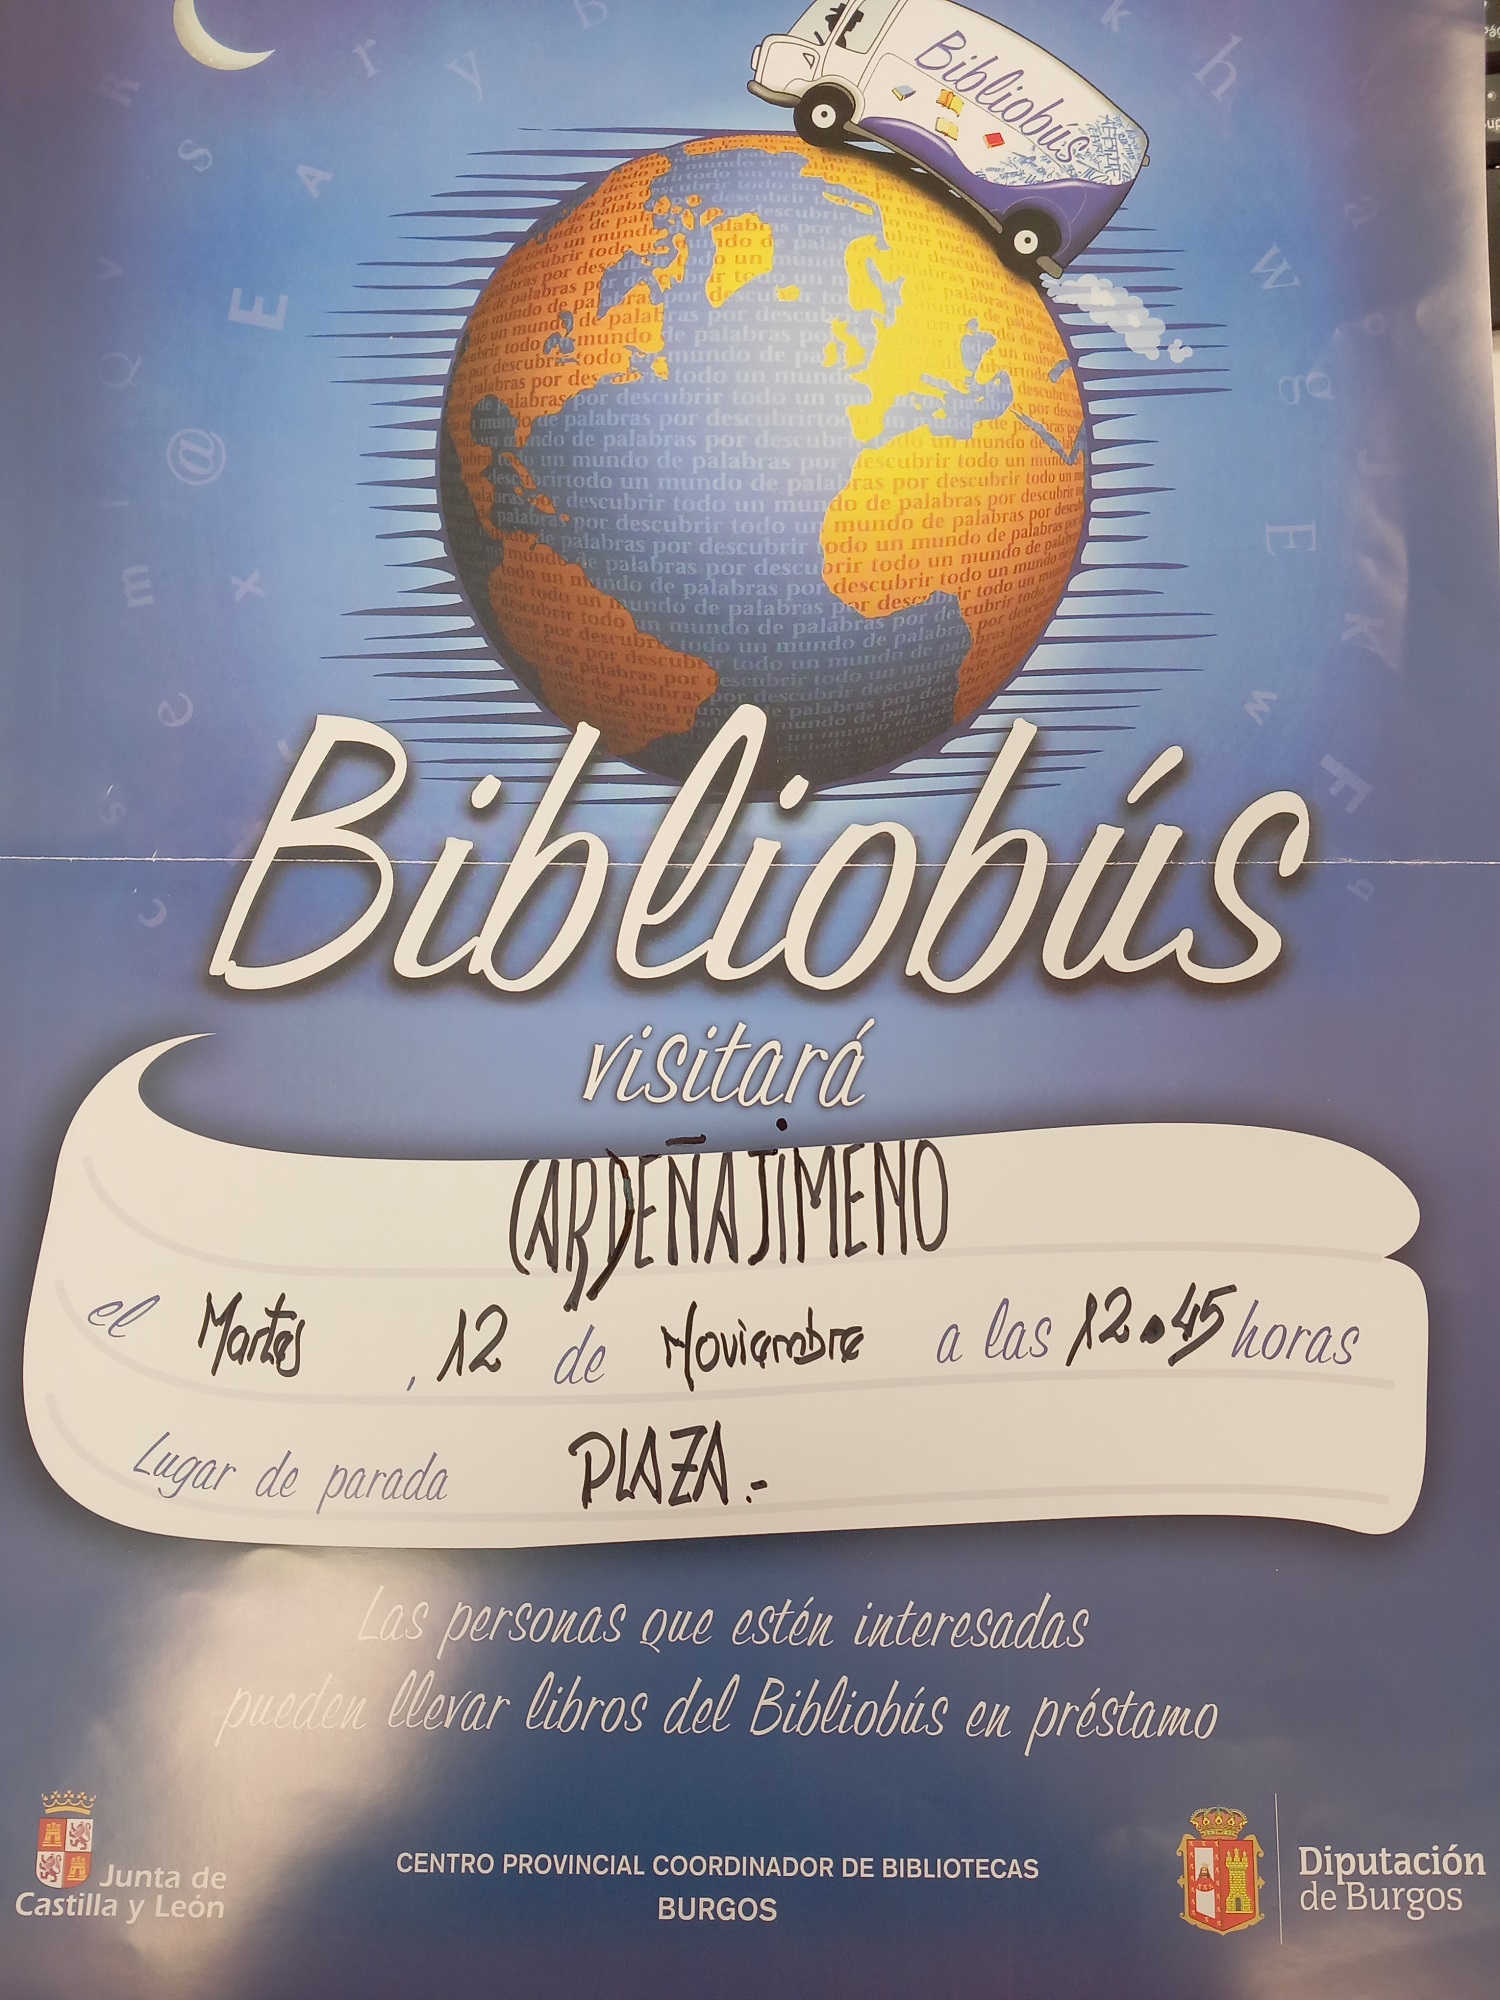 Bibliobús
todo un mundo de palabras por descubrir
Bibliobús
visitará
CARDEÑAJIMENO
el Martes, 12 de Noviembre a las 12.45 horas
Lugar de parada PLAZA.-
Las personas que estén interesadas
pueden llevar libros del Bibliobús en préstamo
Junta de
Castilla y León
CENTRO PROVINCIAL COORDINADOR DE BIBLIOTECAS
BURGOS
Diputación
de Burgos